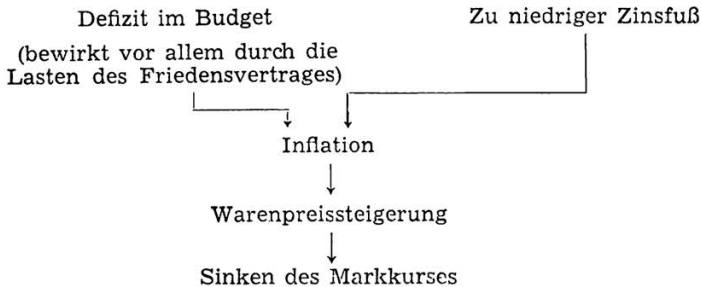 Defizit im Budget
(bewirkt vor allem durch die
Lasten des Friedensvertrages)
Zu niedriger Zinsfuß
Inflation
Warenpreissteigerung
Sinken des Markkurses